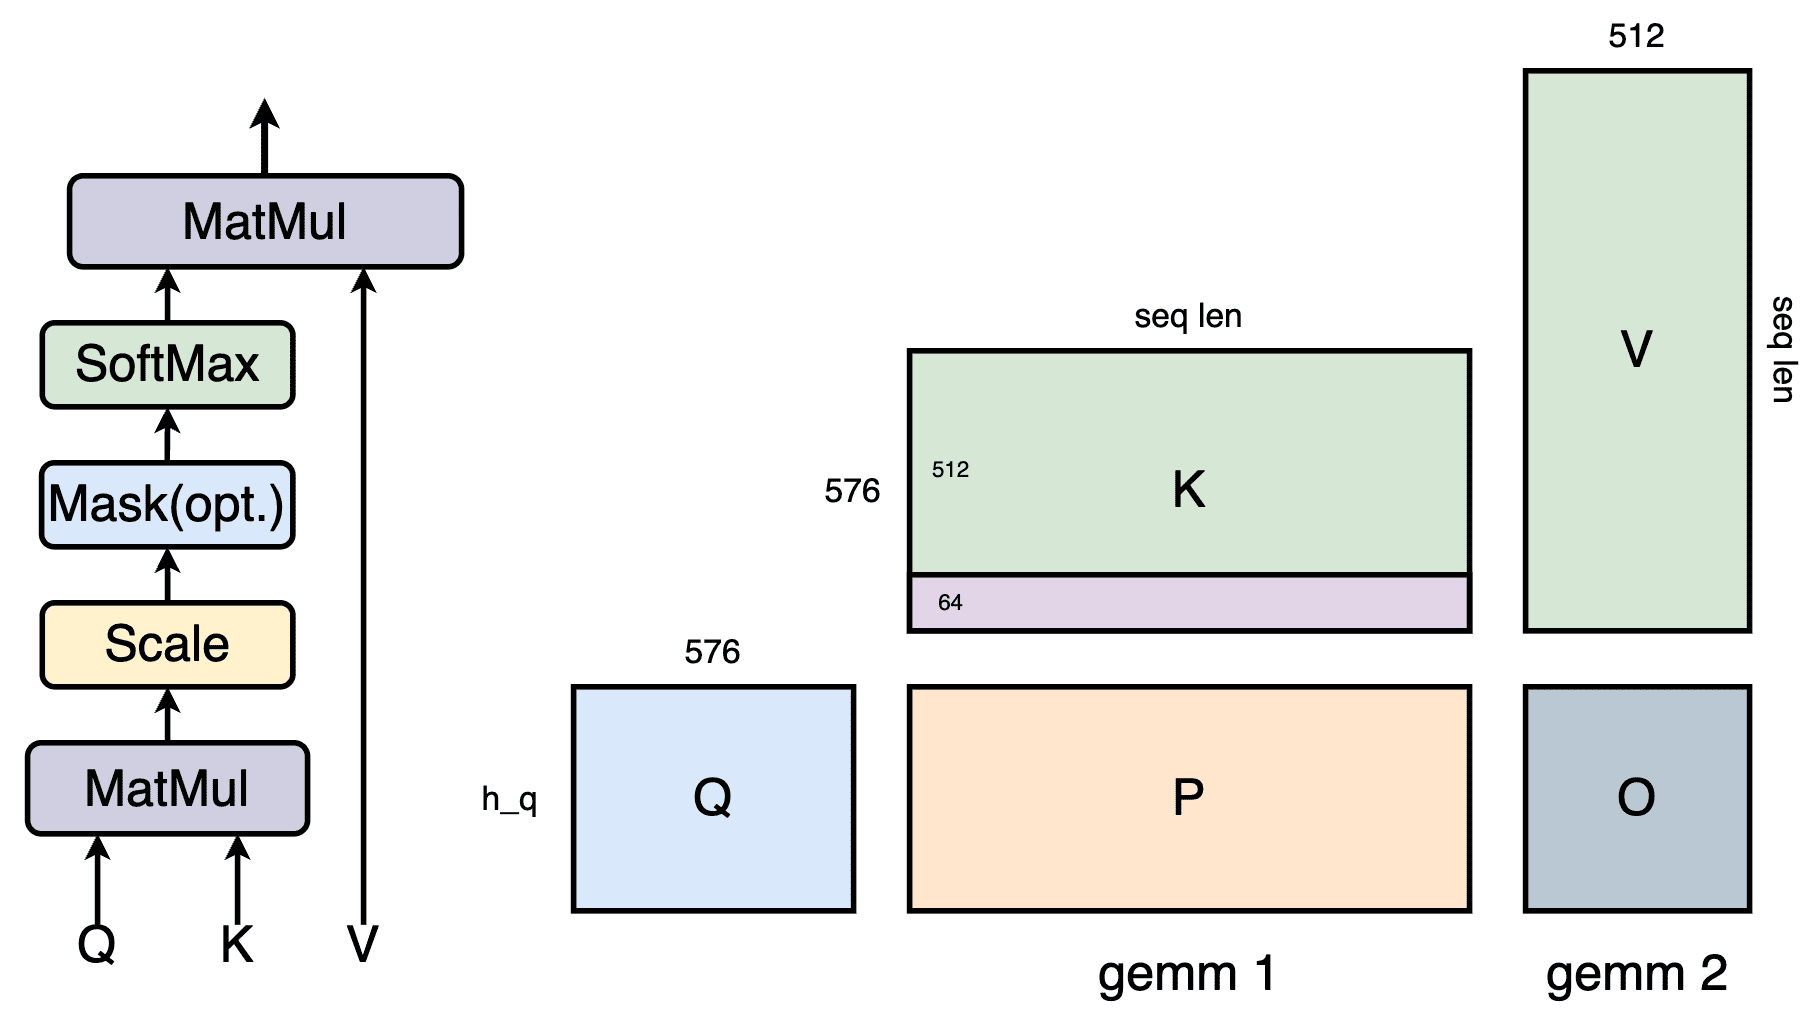 MatMul
SoftMax
Mask(opt.)
Scale
MatMul
Q K V
512
V
seq len
seq len
576
512
K
64
576
h_q
Q
P
O
gemm 1
gemm 2